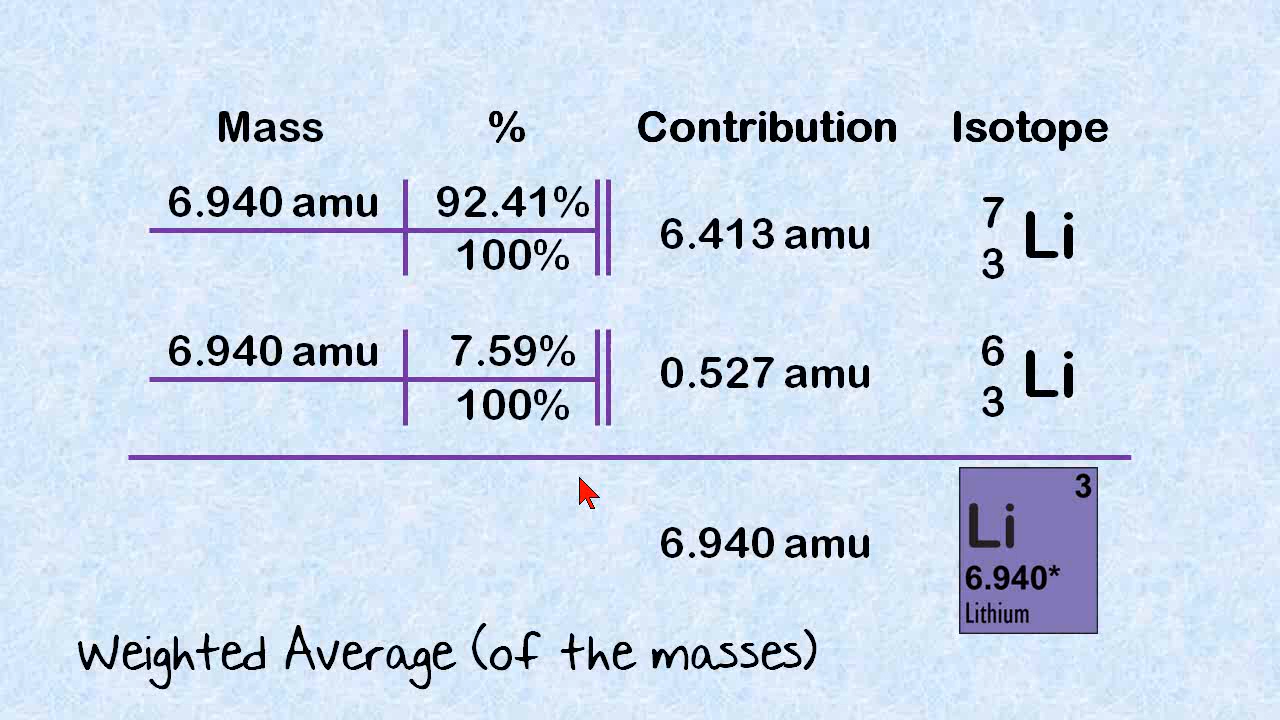 Mass % Contribution Isotope
6.940 amu 92.41%
100%
6.413 amu
7
3 Li
6.940 amu 7.59%
100%
0.527 amu
6
3 Li
6.940 amu
3
Li
6.940*
Lithium
Weighted Average (of the masses)